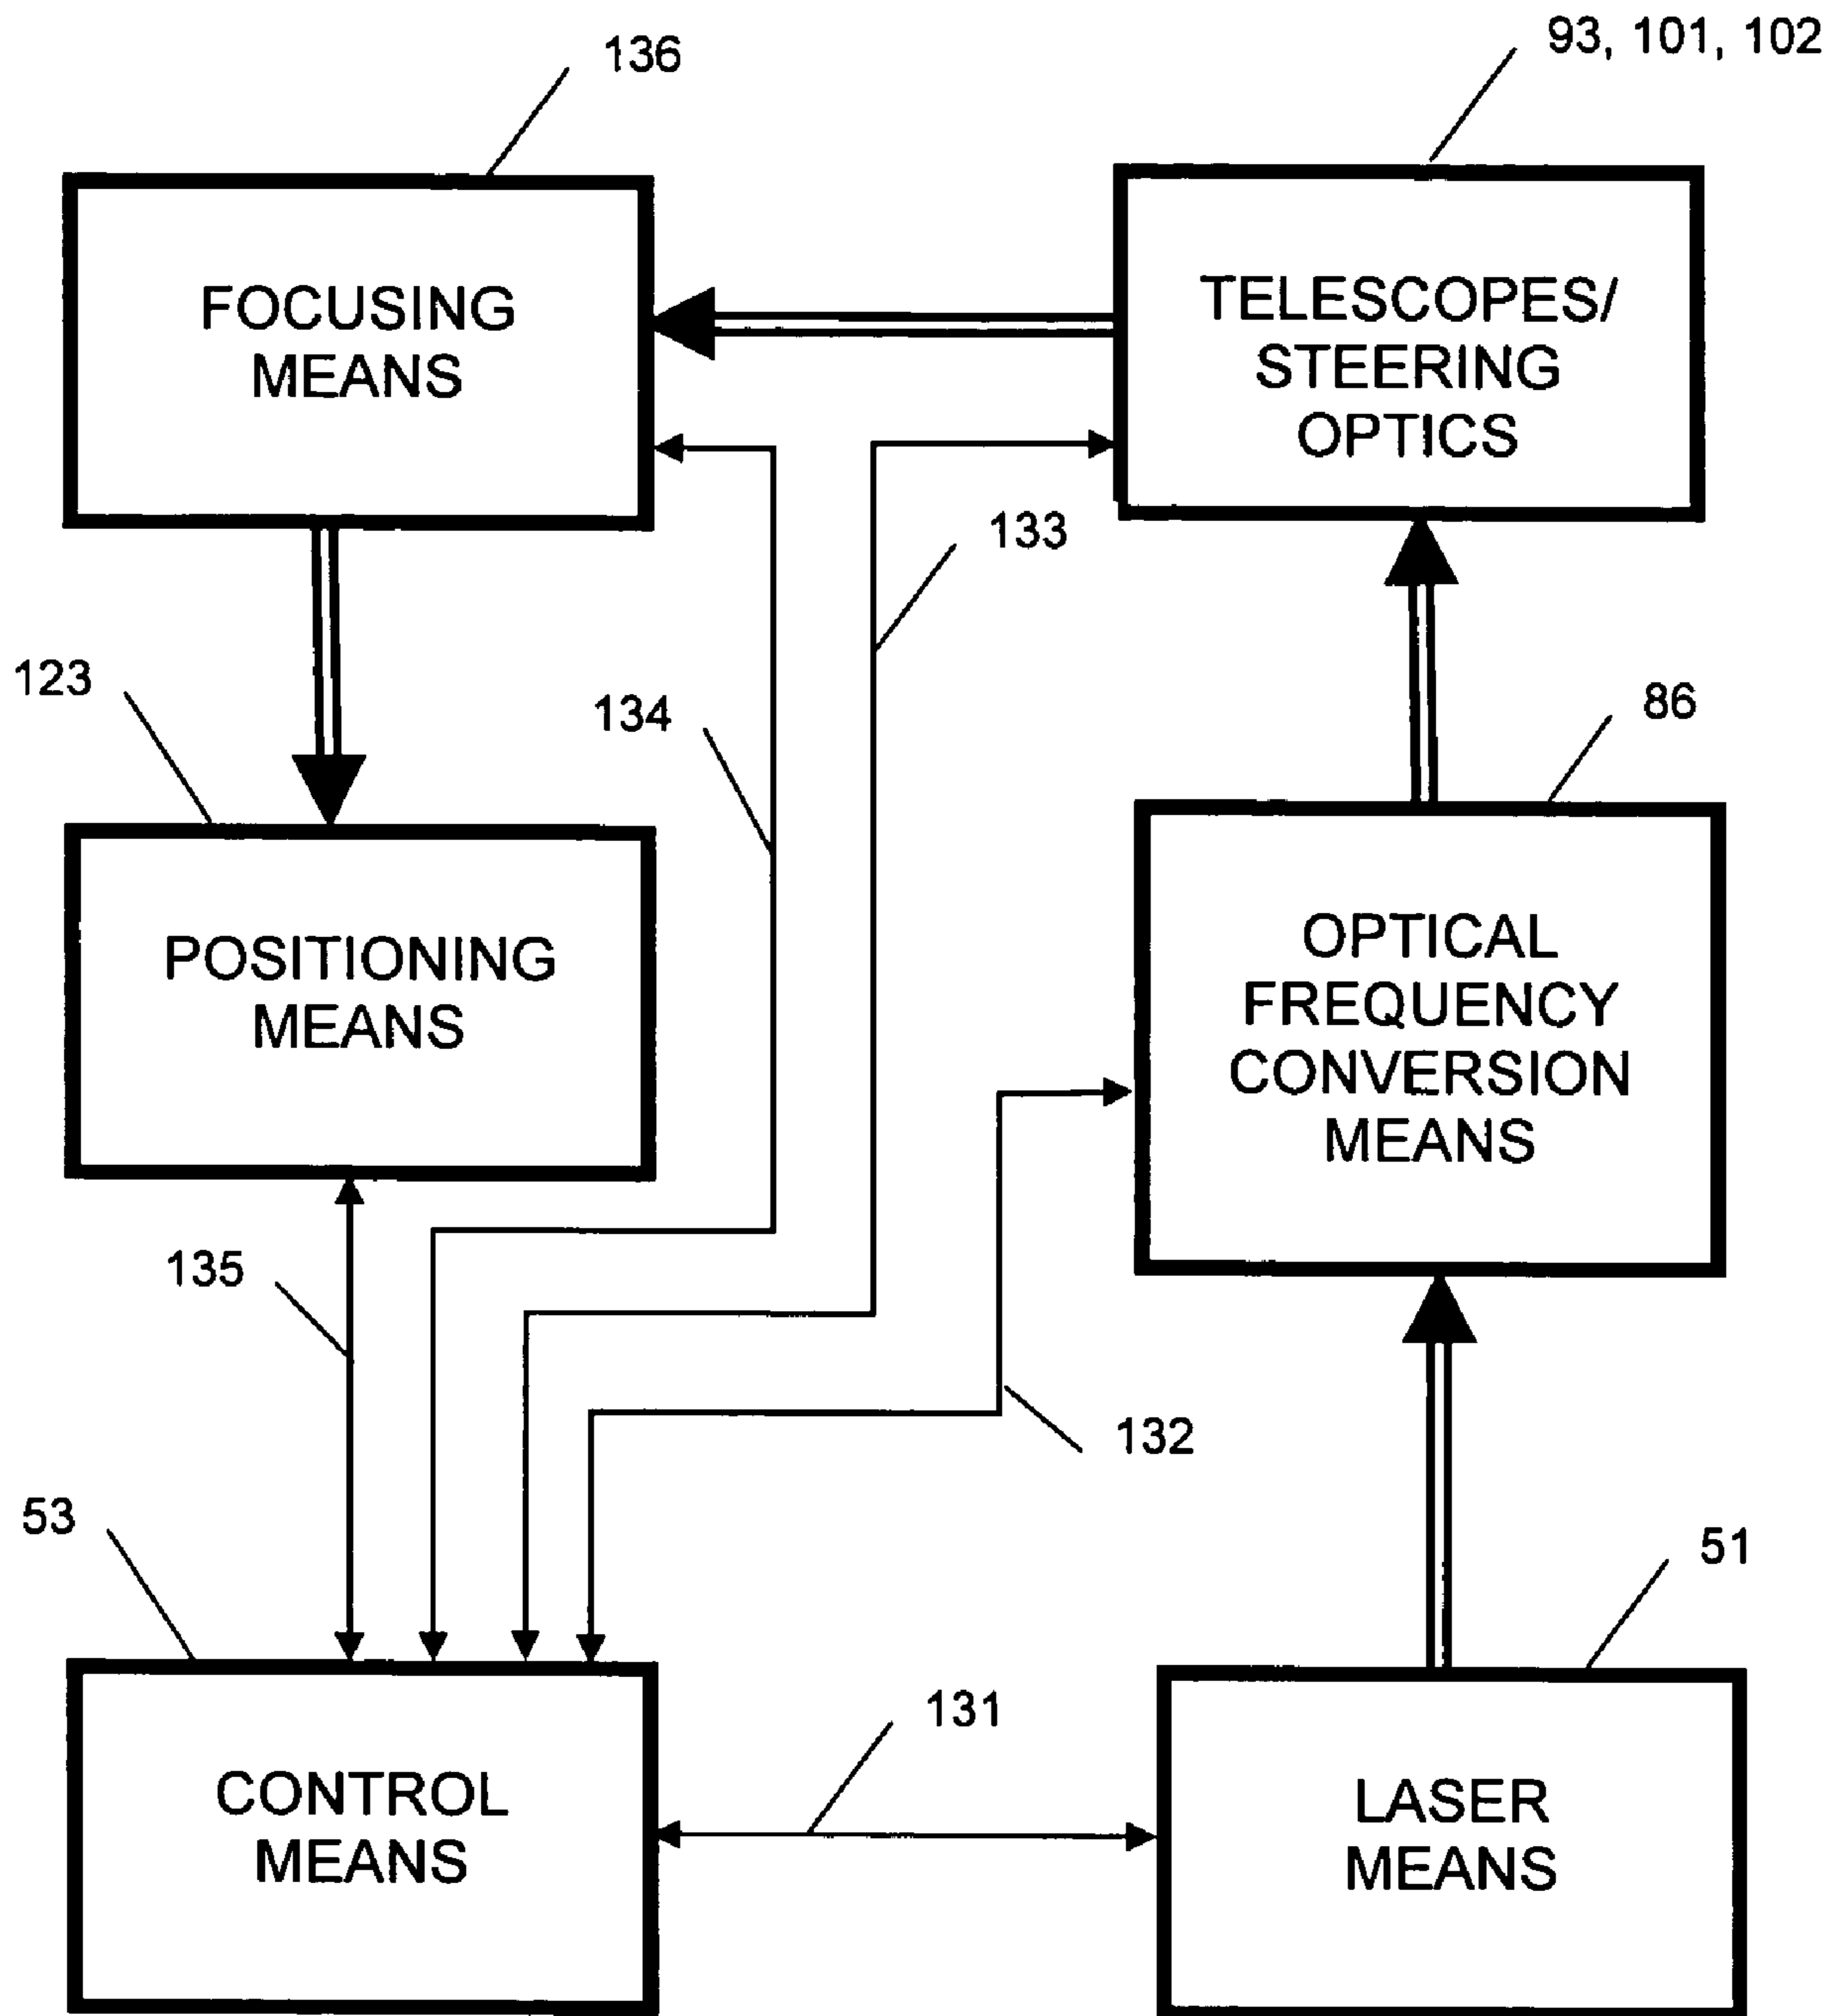 136
93, 101, 102
FOCUSING
MEANS
TELESCOPES/
STEERING
OPTICS
133
123
134
86
POSITIONING
MEANS
OPTICAL
FREQUENCY
CONVERSION
MEANS
135
132
53
51
131
CONTROL
MEANS
LASER
MEANS